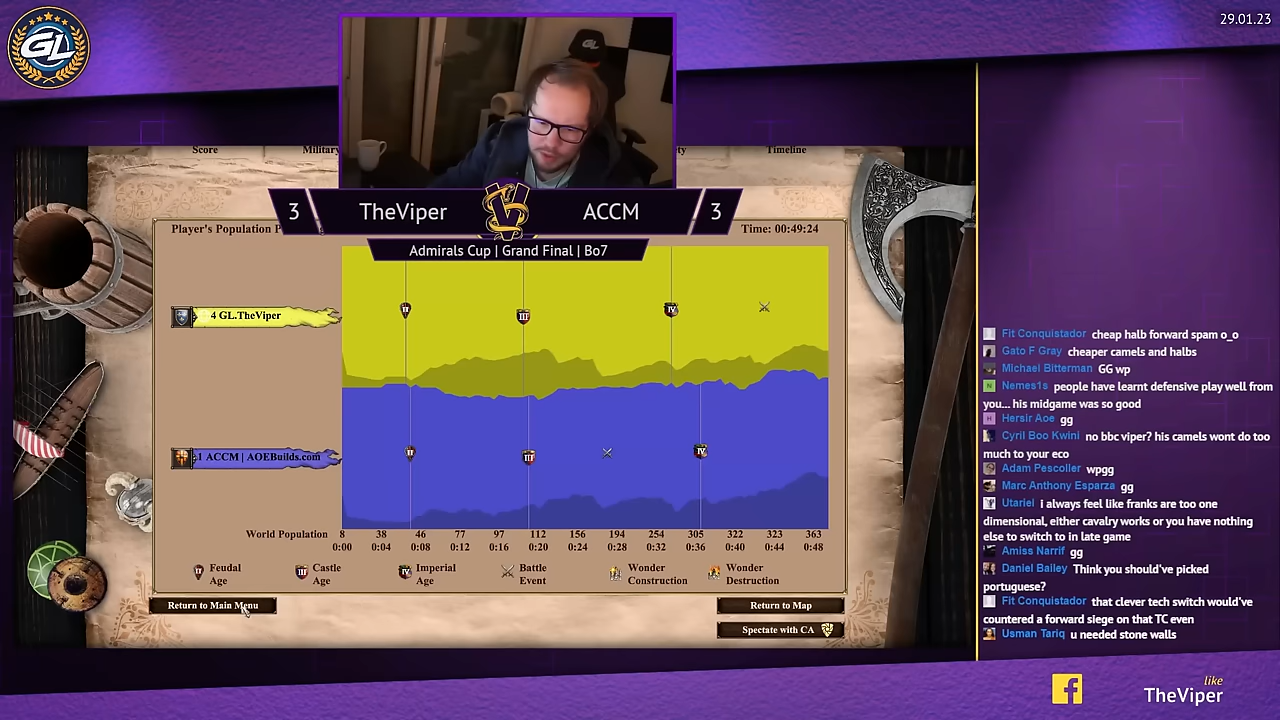 GL
29.01.23
Score
Military
Timeline
3 TheViper ACCM 3
Player's Population
Time: 00:49:24
Admirals Cup | Grand Final | Bo7
II
III
IV
4 GL.TheViper
II
III
IV
1 ACCM | AOEBuilds.com
World Population 8 38 46 77 97 112 156 194 254 305 322 323 363
0:00 0:04 0:08 0:12 0:16 0:20 0:24 0:28 0:32 0:36 0:40 0:44 0:48
Feudal Age
Castle Age
Imperial Age
Battle Event
Wonder Construction
Wonder Destruction
Return to Main Menu
Return to Map
Spectate with CA
Fit Conquistador cheap halb forward spam o_o
Gato F Gray cheaper camels and halbs
Michael Bitterman GG wp
Nemes1s people have learnt defensive play well from
you... his midgame was so good
Hersir Aoe gg
Cyril Boo Kwini no bbc viper? his camels wont do too
much to your eco
Adam Pescoller wpgg
Marc Anthony Esparza gg
Utariel i always feel like franks are too one
dimensional, either cavalry works or you have nothing
else to switch to in late game
Amiss Narrif gg
Daniel Bailey Think you should've picked
portuguese?
Fit Conquistador that clever tech switch would've
countered a forward siege on that TC even
Usman Tariq u needed stone walls
like
TheViper